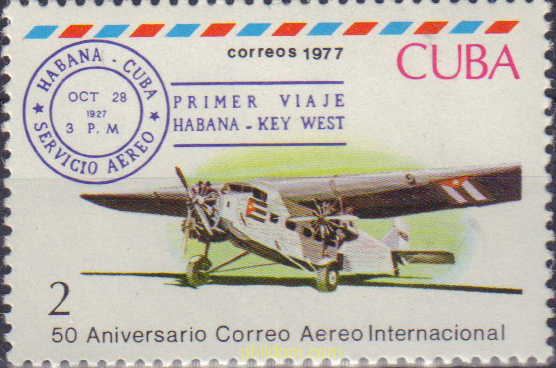 correos 1977
CUBA
HABANA - CUBA
OCT 28
1927
3 P.M
SERVICIO AEREO
PRIMER VIAJE
HABANA - KEY WEST
2
50 Aniversario Correo Aereo Internacional